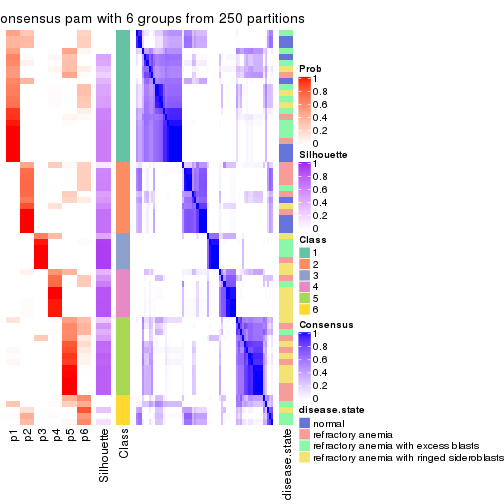 onsensus pam with 6 groups from 250 partitions
Prob
1
0.8
0.6
0.4
0.2
0
Silhouette
1
0.8
0.6
0.4
0.2
0
Class
1
2
3
4
5
6
Consensus
1
0.8
0.6
0.4
0.2
0
disease.state
normal
refractory anemia
refractory anemia with excess blasts
refractory anemia with ringed sideroblasts
p1
p2
p3
p4
p5
p6
Silhouette
Class
disease.state